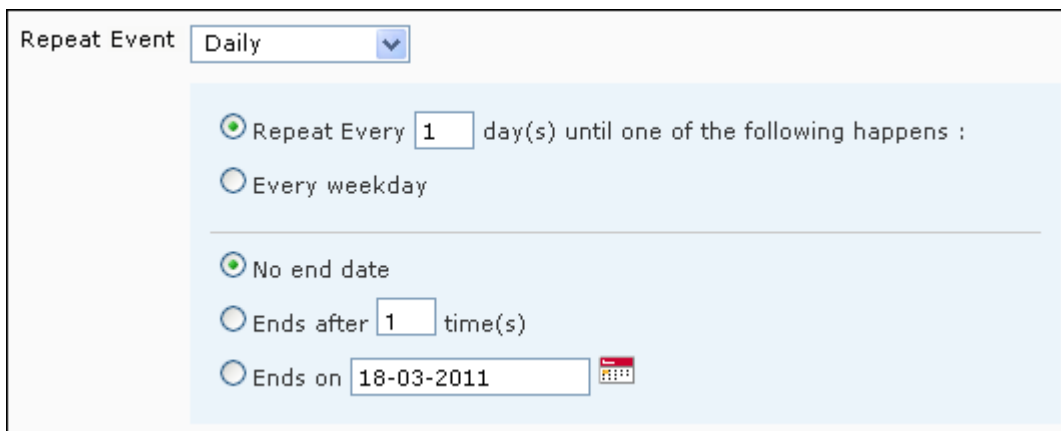 Repeat Event Daily
Repeat Every 1 day(s) until one of the following happens :
Every weekday
No end date
Ends after 1 time(s)
Ends on 18-03-2011